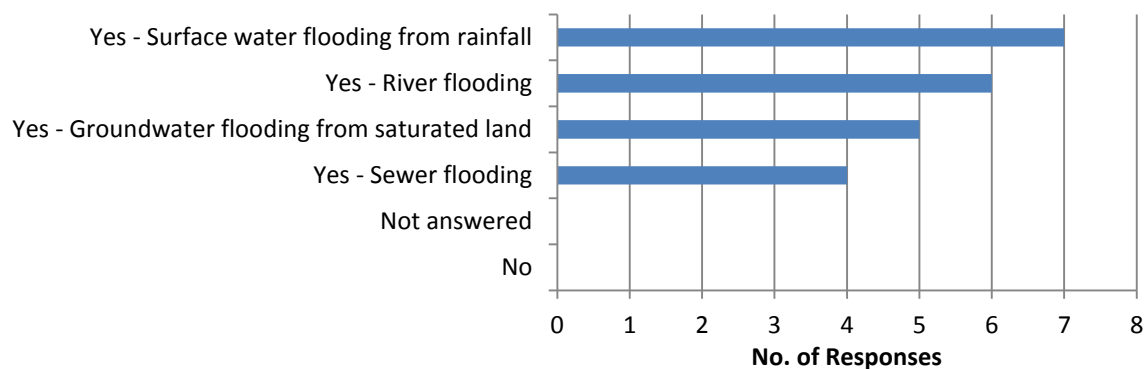 Yes - Surface water flooding from rainfall
Yes - River flooding
Yes - Groundwater flooding from saturated land
Yes - Sewer flooding
Not answered
No
0 1 2 3 4 5 6 7 8
No. of Responses